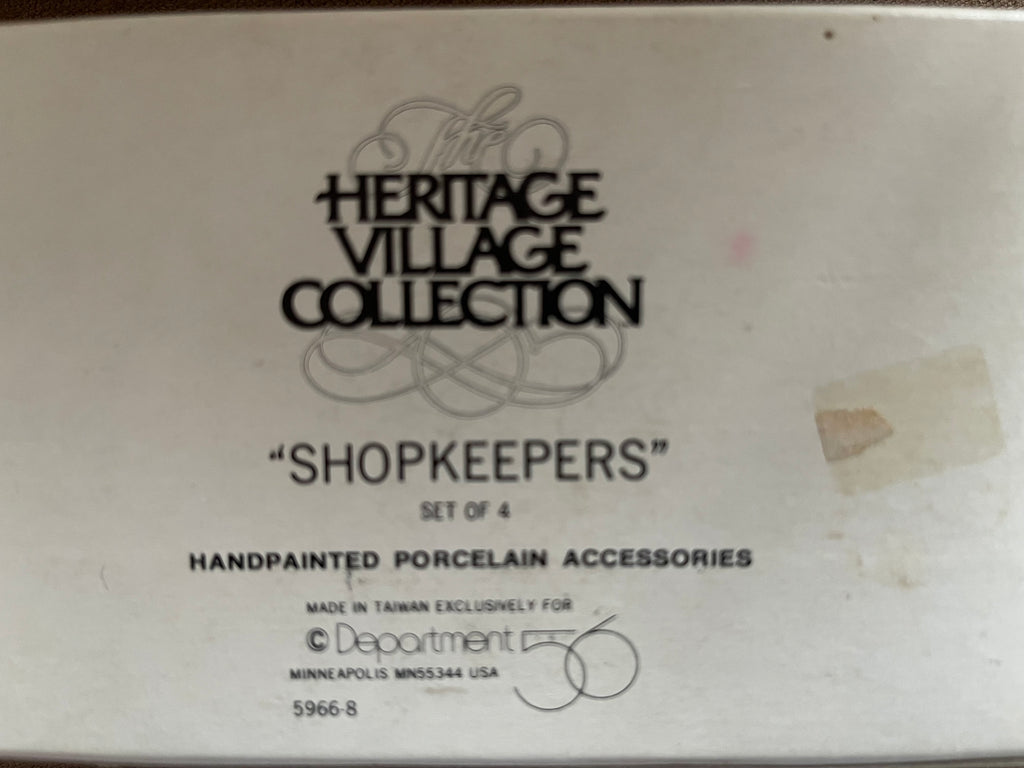 The
HERITAGE
VILLAGE
COLLECTION
“SHOPKEEPERS”
SET OF 4
HANDPAINTED PORCELAIN ACCESSORIES
MADE IN TAIWAN EXCLUSIVELY FOR
© Department 56
MINNEAPOLIS MN55344 USA
5966-8